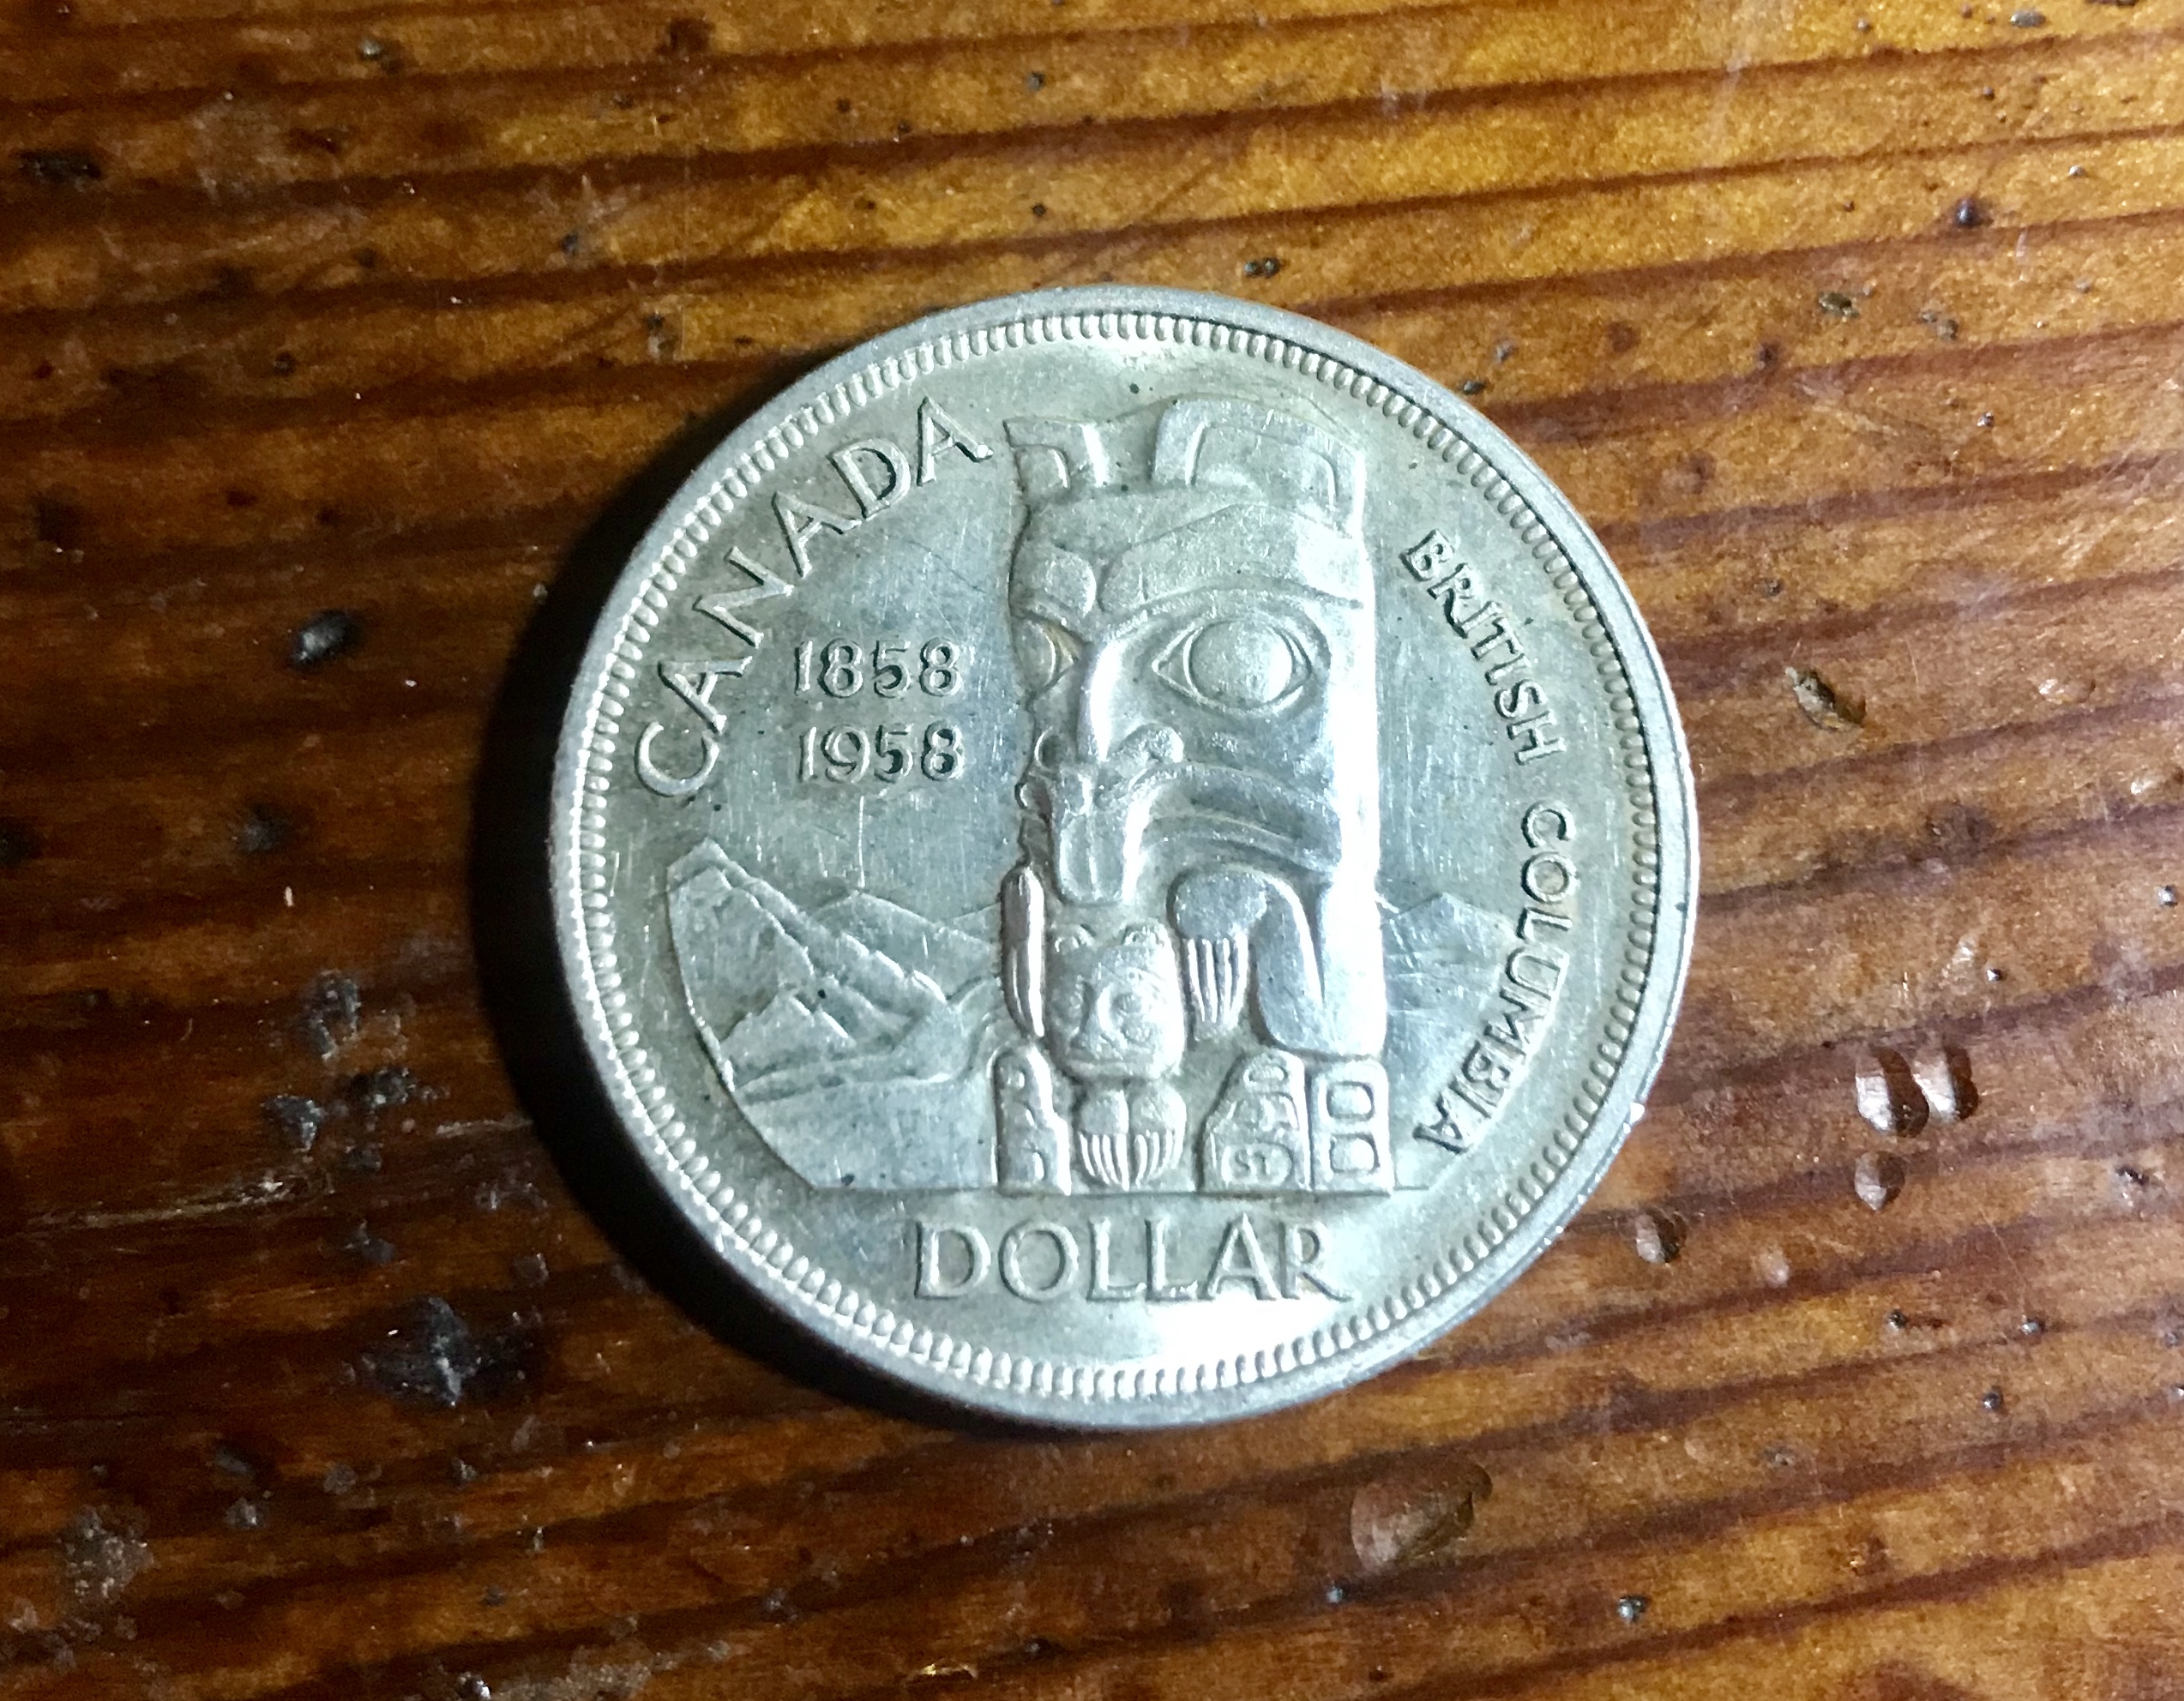 CANADA
1858
1958
BRITISH COLUMBIA
ST
DOLLAR